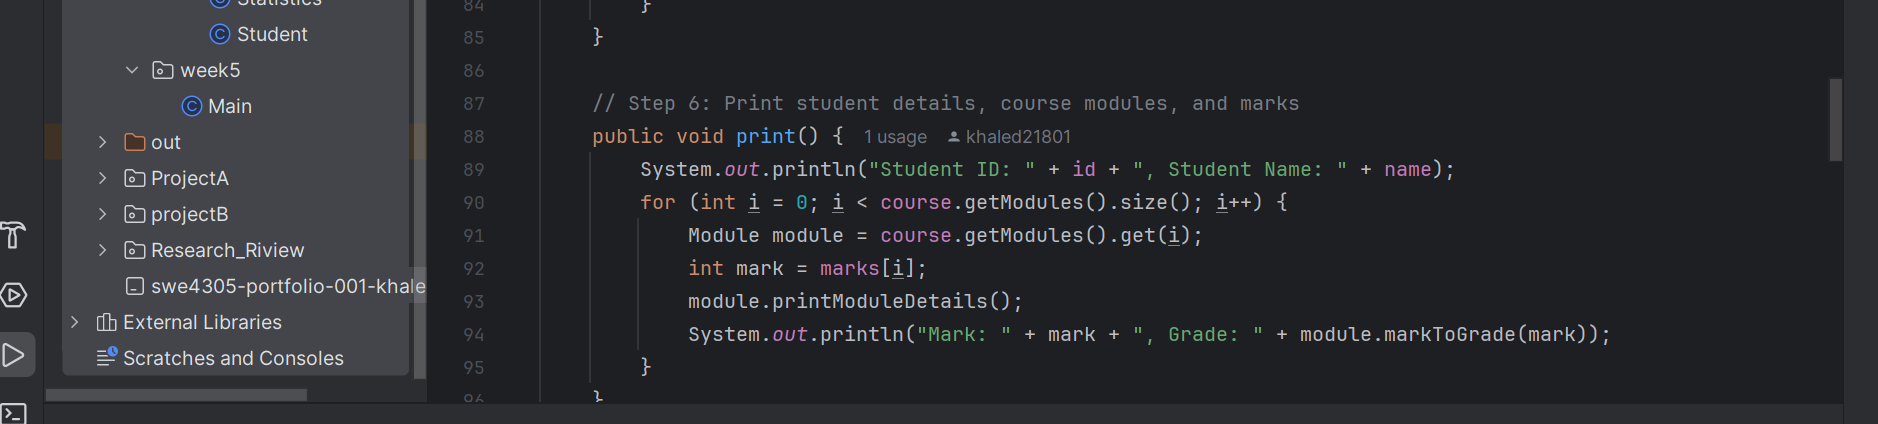 Statistics
Student
week5
Main
out
ProjectA
projectB
Research_Riview
swe4305-portfolio-001-khale
External Libraries
Scratches and Consoles
84 }
85 }
86
87 // Step 6: Print student details, course modules, and marks
88 public void print() { 1 usage khaled21801
89 System.out.println("Student ID: " + id + ", Student Name: " + name);
90 for (int i = 0; i < course.getModules().size(); i++) {
91 Module module = course.getModules().get(i);
92 int mark = marks[i];
93 module.printModuleDetails();
94 System.out.println("Mark: " + mark + ", Grade: " + module.markToGrade(mark));
95 }
96 }